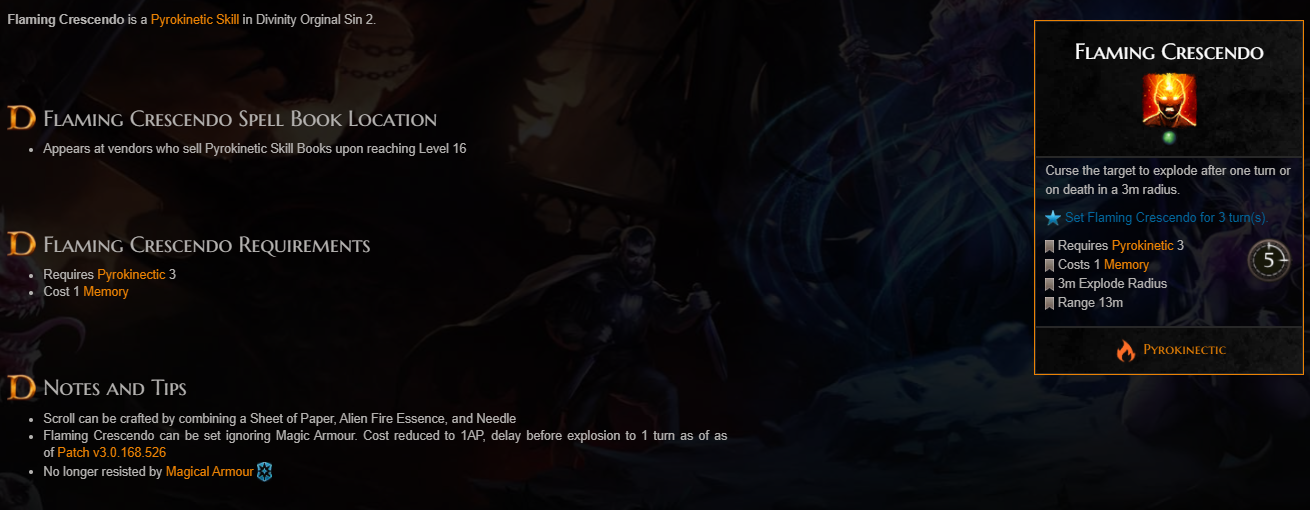 Flaming Crescendo is a Pyrokinetic Skill in Divinity Orginal Sin 2.
Flaming Crescendo Spell Book Location
Appears at vendors who sell Pyrokinetic Skill Books upon reaching Level 16
Flaming Crescendo Requirements
Requires Pyrokinectic 3
Cost 1 Memory
Notes and Tips
Scroll can be crafted by combining a Sheet of Paper, Alien Fire Essence, and Needle
Flaming Crescendo can be set ignoring Magic Armour. Cost reduced to 1AP, delay before explosion to 1 turn as of as
of Patch v3.0.168.526
No longer resisted by Magical Armour
Flaming Crescendo
Curse the target to explode after one turn or
on death in a 3m radius.
Set Flaming Crescendo for 3 turn(s).
Requires Pyrokinetic 3
Costs 1 Memory
3m Explode Radius
Range 13m
5
Pyrokinectic